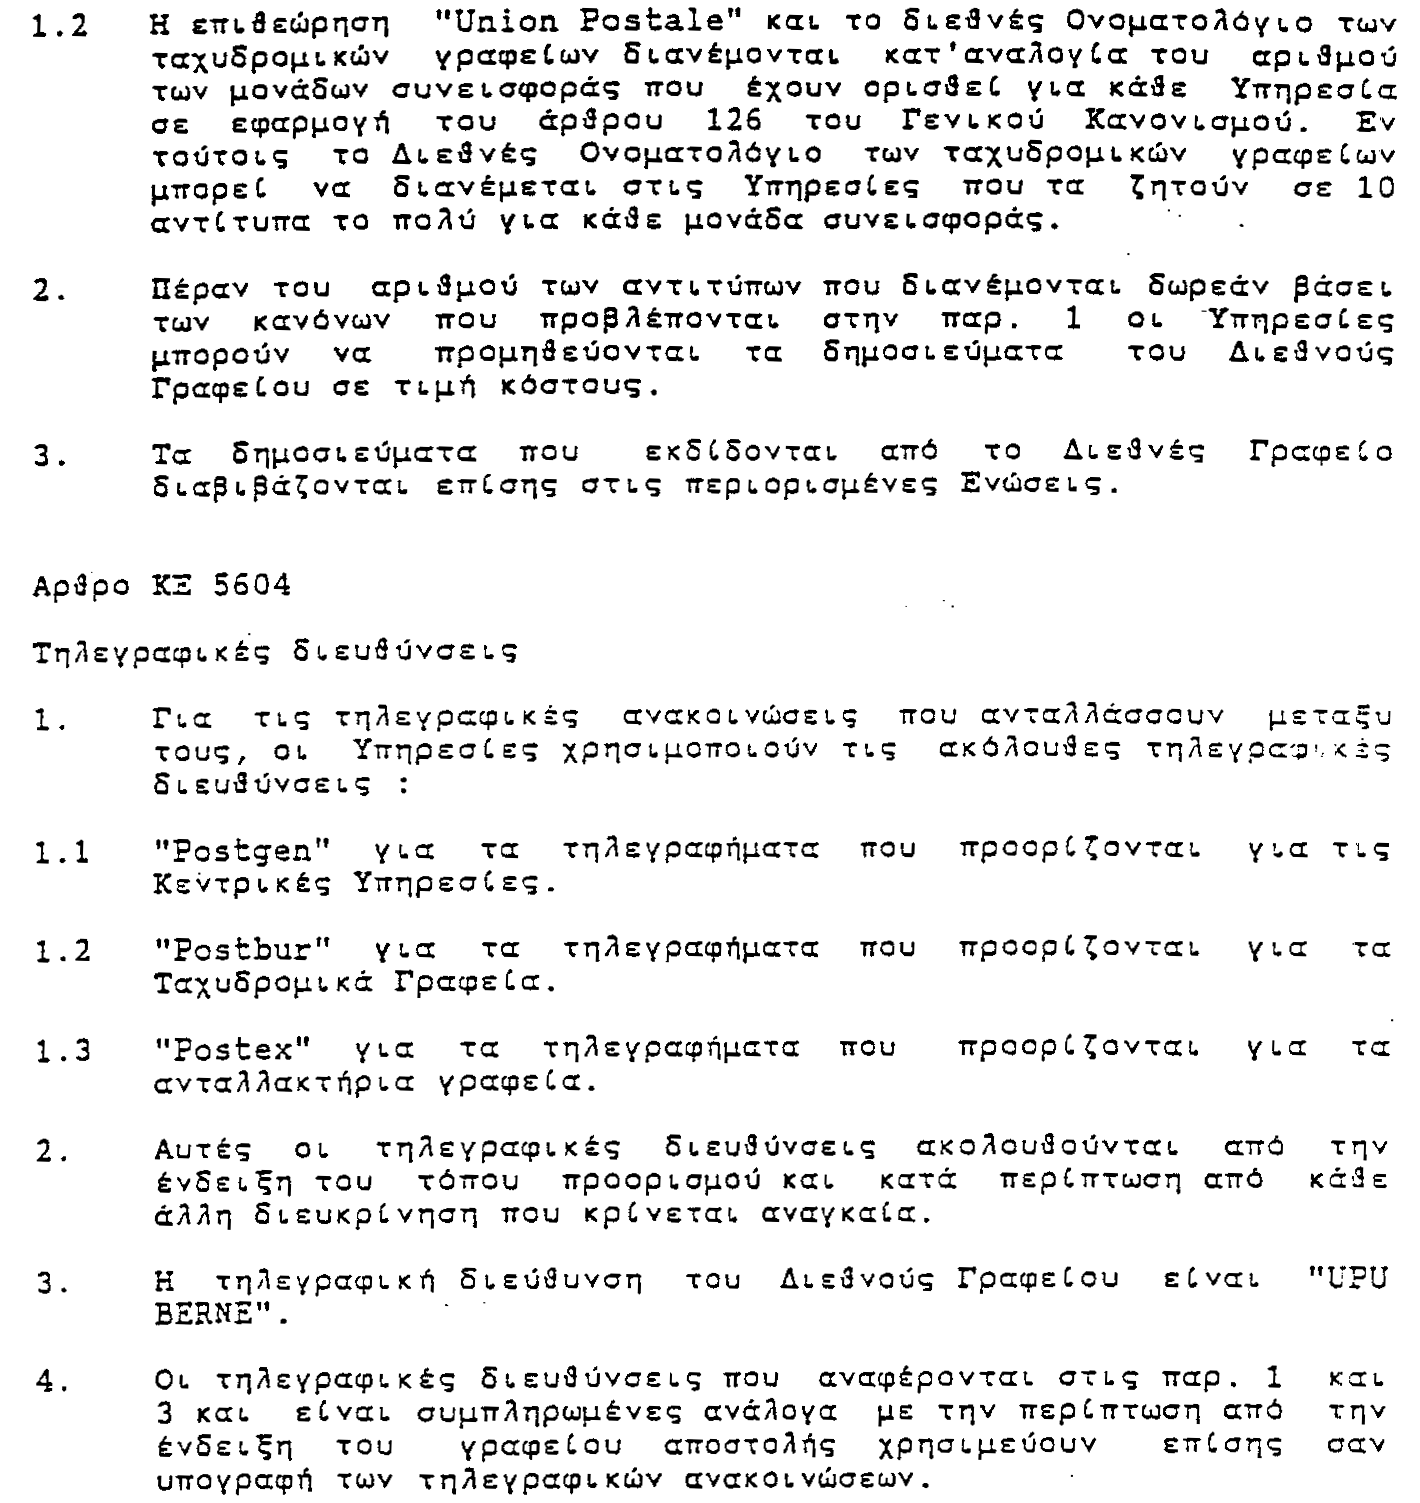 1.2 Η επιθεώρηση "Union Postale" και το διεθνές Ονοματολόγιο των
ταχυδρομικών γραφείων διανέμονται κατ'αναλογία του αριθμού
των μονάδων συνεισφοράς που έχουν ορισθεί για κάθε Υπηρεσία
σε εφαρμογή του άρθρου 126 του Γενικού Κανονισμού. Εν
τούτοις το Διεθνές Ονοματολόγιο των ταχυδρομικών γραφείων
μπορεί να διανέμεται στις Υπηρεσίες που τα ζητούν σε 10
αντίτυπα το πολύ για κάθε μονάδα συνεισφοράς.
2. Πέραν του αριθμού των αντιτύπων που διανέμονται δωρεάν βάσει
των κανόνων που προβλέπονται στην παρ. 1 οι Υπηρεσίες
μπορούν να προμηθεύονται τα δημοσιεύματα του Διεθνούς
Γραφείου σε τιμή κόστους.
3. Τα δημοσιεύματα που εκδίδονται από το Διεθνές Γραφείο
διαβιβάζονται επίσης στις περιορισμένες Ενώσεις.
Αρθρο ΚΞ 5604
Τηλεγραφικές διευθύνσεις
1. Για τις τηλεγραφικές ανακοινώσεις που ανταλλάσσουν μεταξυ
τους, οι Υπηρεσίες χρησιμοποιούν τις ακόλουθες τηλεγραφικές
διευθύνσεις :
1.1 "Postgen" για τα τηλεγραφήματα που προορίζονται για τις
Κεντρικές Υπηρεσίες.
1.2 "Postbur" για τα τηλεγραφήματα που προορίζονται για τα
Ταχυδρομικά Γραφεία.
1.3 "Postex" για τα τηλεγραφήματα που προορίζονται για τα
ανταλλακτήρια γραφεία.
2. Αυτές οι τηλεγραφικές διευθύνσεις ακολουθούνται από την
ένδειξη του τόπου προορισμού και κατά περίπτωση από κάθε
άλλη διευκρίνηση που κρίνεται αναγκαία.
3. Η τηλεγραφική διεύθυνση του Διεθνούς Γραφείου είναι "UPU
BERNE".
4. Οι τηλεγραφικές διευθύνσεις που αναφέρονται στις παρ. 1 και
3 και είναι συμπληρωμένες ανάλογα με την περίπτωση από την
ένδειξη του γραφείου αποστολής χρησιμεύουν επίσης σαν
υπογραφή των τηλεγραφικών ανακοινώσεων.